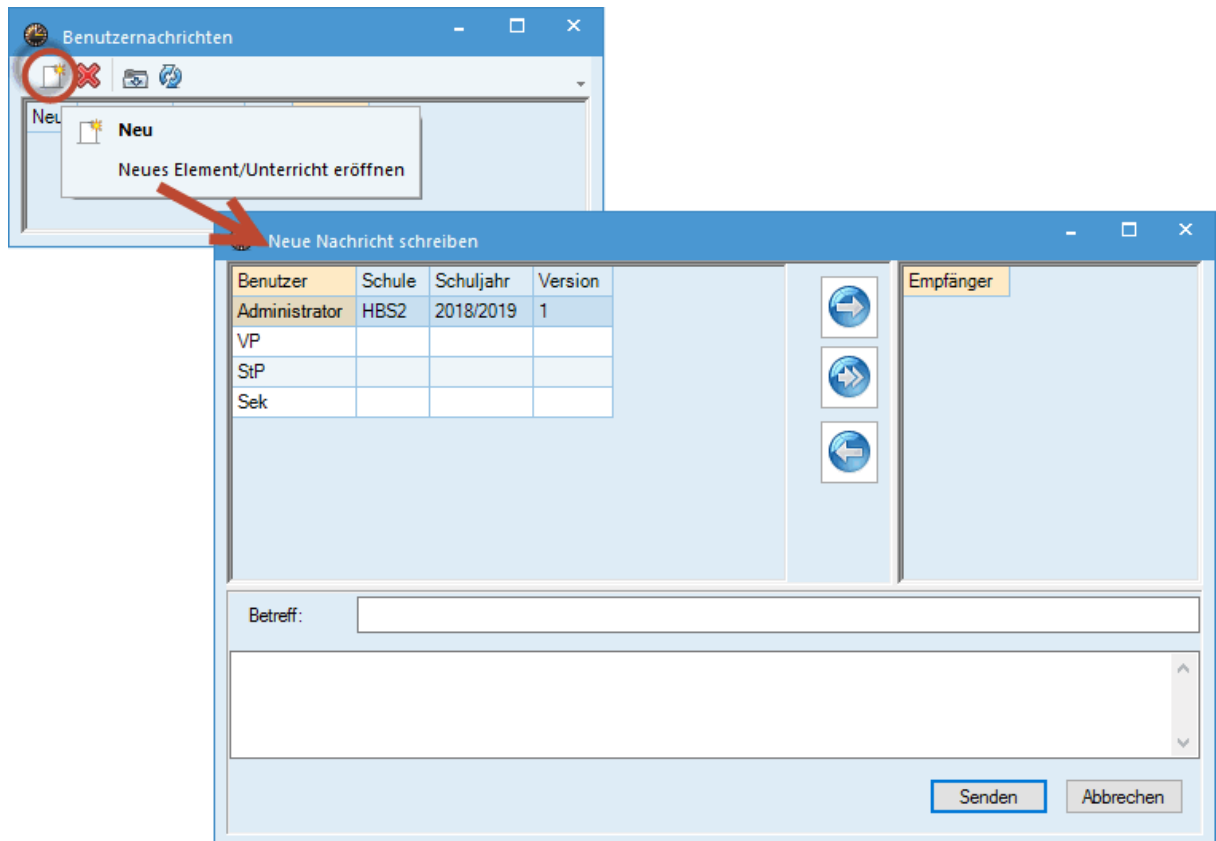 Benutzernachrichten
Neu
Neu
Neues Element/Unterricht eröffnen
Neue Nachricht schreiben
Benutzer Schule Schuljahr Version
Administrator HBS2 2018/2019 1
VP
StP
Sek
Empfänger
Betreff:
Senden Abbrechen